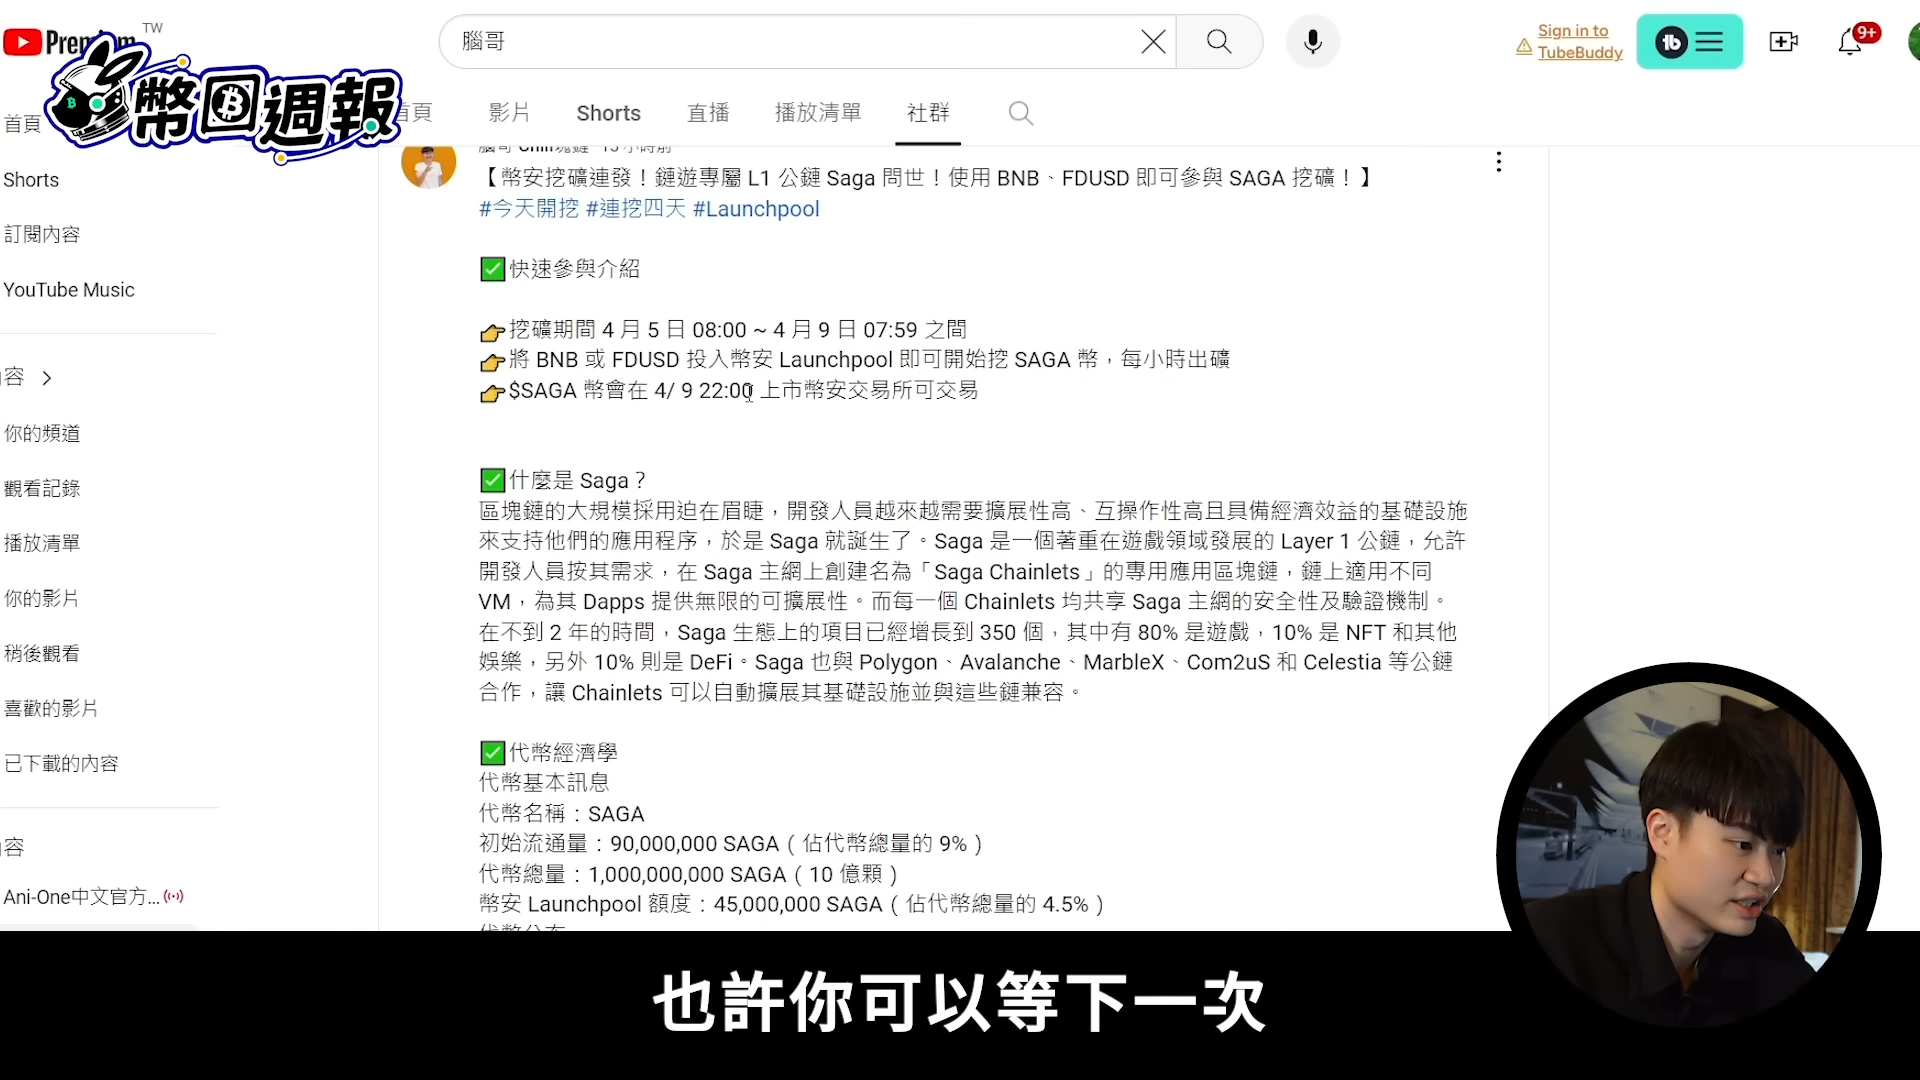 Premium TW
腦哥
Sign in to
TubeBuddy
9+
幣回週報
首頁 影片 Shorts 直播 播放清單 社群
首頁
Shorts
訂閱內容
YouTube Music
容
你的頻道
觀看記錄
播放清單
你的影片
稍後觀看
喜歡的影片
已下載的內容
容
Ani-One中文官方...
腦哥 Chill塊鏈 15 小時前
【幣安挖礦連發！鏈遊專屬 L1 公鏈 Saga 問世！使用 BNB、FDUSD 即可參與 SAGA 挖礦！】
#今天開挖 #連挖四天 #Launchpool
✅快速參與介紹
👉挖礦期間 4 月 5 日 08:00 ~ 4 月 9 日 07:59 之間
👉將 BNB 或 FDUSD 投入幣安 Launchpool 即可開始挖 SAGA 幣，每小時出礦
👉$SAGA 幣會在 4/ 9 22:00 上市幣安交易所可交易
✅什麼是 Saga？
區塊鏈的大規模採用迫在眉睫，開發人員越來越需要擴展性高、互操作性高且具備經濟效益的基礎設施
來支持他們的應用程序，於是 Saga 就誕生了。Saga 是一個著重在遊戲領域發展的 Layer 1 公鏈，允許
開發人員按其需求，在 Saga 主網上創建名為「Saga Chainlets」的專用應用區塊鏈，鏈上適用不同
VM，為其 Dapps 提供無限的可擴展性。而每一個 Chainlets 均共享 Saga 主網的安全性及驗證機制。
在不到 2 年的時間，Saga 生態上的項目已經增長到 350 個，其中有 80% 是遊戲，10% 是 NFT 和其他
娛樂，另外 10% 則是 DeFi。Saga 也與 Polygon、Avalanche、MarbleX、Com2uS 和 Celestia 等公鏈
合作，讓 Chainlets 可以自動擴展其基礎設施並與這些鏈兼容。
✅代幣經濟學
代幣基本訊息
代幣名稱：SAGA
初始流通量：90,000,000 SAGA（佔代幣總量的 9%）
代幣總量：1,000,000,000 SAGA（10 億顆）
幣安 Launchpool 額度：45,000,000 SAGA（佔代幣總量的 4.5%）
也許你可以等下一次